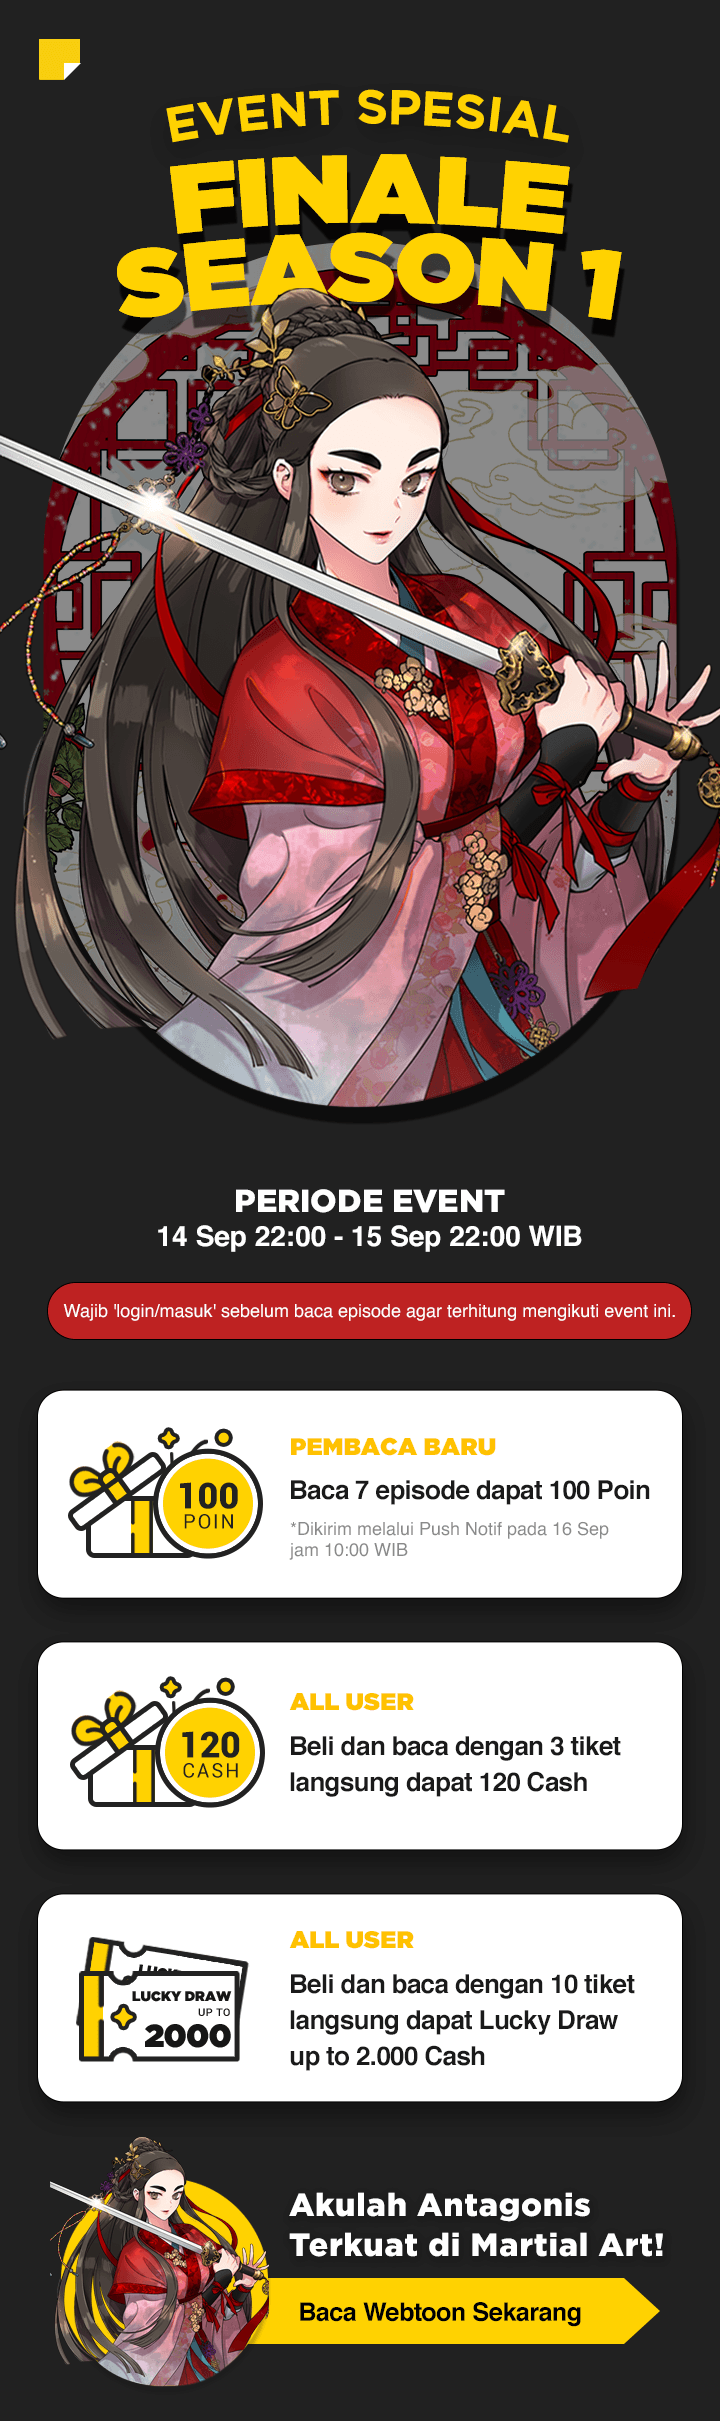 EVENT SPESIAL
FINALE
SEASON 1
PERIODE EVENT
14 Sep 22:00 - 15 Sep 22:00 WIB
Wajib 'login/masuk' sebelum baca episode agar terhitung mengikuti event ini.
100
POIN
PEMBACA BARU
Baca 7 episode dapat 100 Poin
*Dikirim melalui Push Notif pada 16 Sep
jam 10:00 WIB
120
CASH
ALL USER
Beli dan baca dengan 3 tiket
langsung dapat 120 Cash
LUCKY DRAW
UP TO
2000
ALL USER
Beli dan baca dengan 10 tiket
langsung dapat Lucky Draw
up to 2.000 Cash
Akulah Antagonis
Terkuat di Martial Art!
Baca Webtoon Sekarang